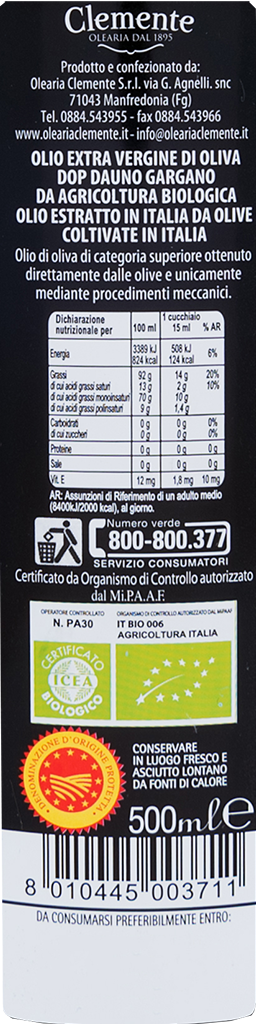 Clemente
OLEARIA DAL 1895
Prodotto e confezionato da:
Olearia Clemente S.r.l. via G. Agnelli. snc
71043 Manfredonia (Fg)
Tel. 0884.543955 - fax 0884.543966
www.oleariaclemente.it - info@oleariaclemente.it
OLIO EXTRA VERGINE DI OLIVA
DOP DAUNO GARGANO
DA AGRICOLTURA BIOLOGICA
OLIO ESTRATTO IN ITALIA DA OLIVE
COLTIVATE IN ITALIA
Olio di oliva di categoria superiore ottenuto
direttamente dalle olive e unicamente
mediante procedimenti meccanici.
Dichiarazione nutrizionale per 100 ml 1 cucchiaio 15 ml % AR
Energia 3389 kJ 824 kcal 508 kJ 124 kcal 6%
Grassi 92 g 14 g 20%
di cui acidi grassi saturi 13 g 2 g 10%
di cui acidi grassi monoinsaturi 70 g 10 g
di cui acidi grassi polinsaturi 9 g 1,4 g
Carboidrati 0 g 0 g 0%
di cui zuccheri 0 g 0 g 0%
Proteine 0 g 0 g
Sale 0 g 0 g
Vit. E 12 mg 1,8 mg 10 mg
AR: Assunzioni di Riferimento di un adulto medio
(8400kJ/2000 kcal), al giorno.
Numero verde
800-800.377
SERVIZIO CONSUMATORI
Certificato da Organismo di Controllo autorizzato
dal Mi.P.A.A.F.
OPERATORE CONTROLLATO
N. PA30
ORGANISMO DI CONTROLLO AUTORIZZATO DAL MIPAAF
IT BIO 006
AGRICOLTURA ITALIA
CERTIFICATO
ICEA
BIOLOGICO
DENOMINAZIONE D'ORIGINE PROTETTA
CONSERVARE
IN LUOGO FRESCO E
ASCIUTTO LONTANO
DA FONTI DI CALORE
500ml e
8 010445 003711
DA CONSUMARSI PREFERIBILMENTE ENTRO: